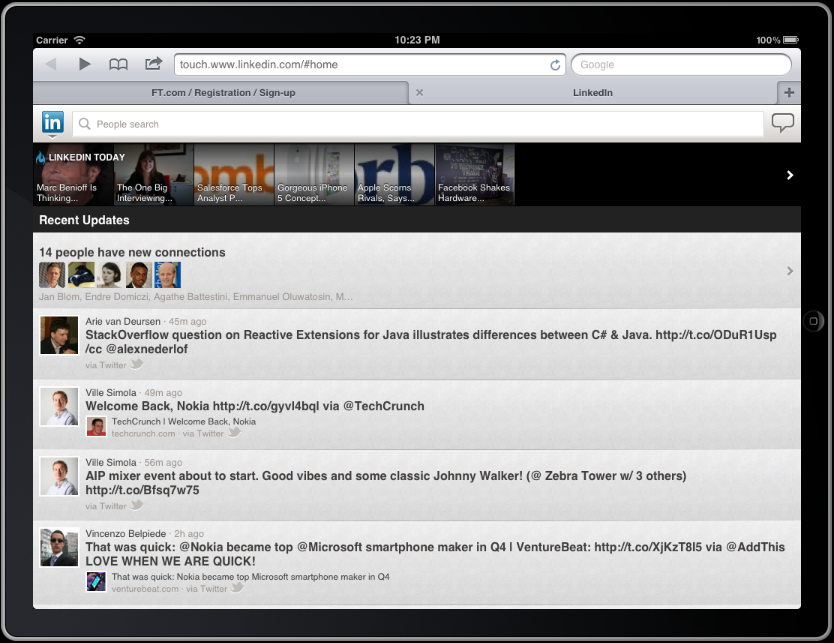 Carrier 10:23 PM 100%
touch.www.linkedin.com/#home Google
FT.com / Registration / Sign-up LinkedIn
in People search
LINKEDIN TODAY
Marc Benioff Is
Thinking...
The One Big
Interviewing...
omb
Salesforce Tops
Analyst P...
Gorgeous iPhone
5 Concept...
rb
Apple Scorns
Rivals, Says...
Facebook Shakes
Hardware...
Recent Updates
14 people have new connections
Jan Blom, Endre Domiczi, Agathe Battestini, Emmanuel Oluwatosin, M...
Arie van Deursen · 45m ago
StackOverflow question on Reactive Extensions for Java illustrates differences between C# & Java. http://t.co/ODuR1Usp
/cc @alexnederlof
via Twitter
Ville Simola · 49m ago
Welcome Back, Nokia http://t.co/gyvl4bql via @TechCrunch
TechCrunch | Welcome Back, Nokia
techcrunch.com · via Twitter
Ville Simola · 56m ago
AIP mixer event about to start. Good vibes and some classic Johnny Walker! (@ Zebra Tower w/ 3 others)
http://t.co/Bfsq7w75
via Twitter
Vincenzo Belpiede · 2h ago
That was quick: @Nokia became top @Microsoft smartphone maker in Q4 | VentureBeat: http://t.co/XjKzT8l5 via @AddThis
LOVE WHEN WE ARE QUICK!
That was quick: Nokia became top Microsoft smartphone maker in Q4
venturebeat.com · via Twitter